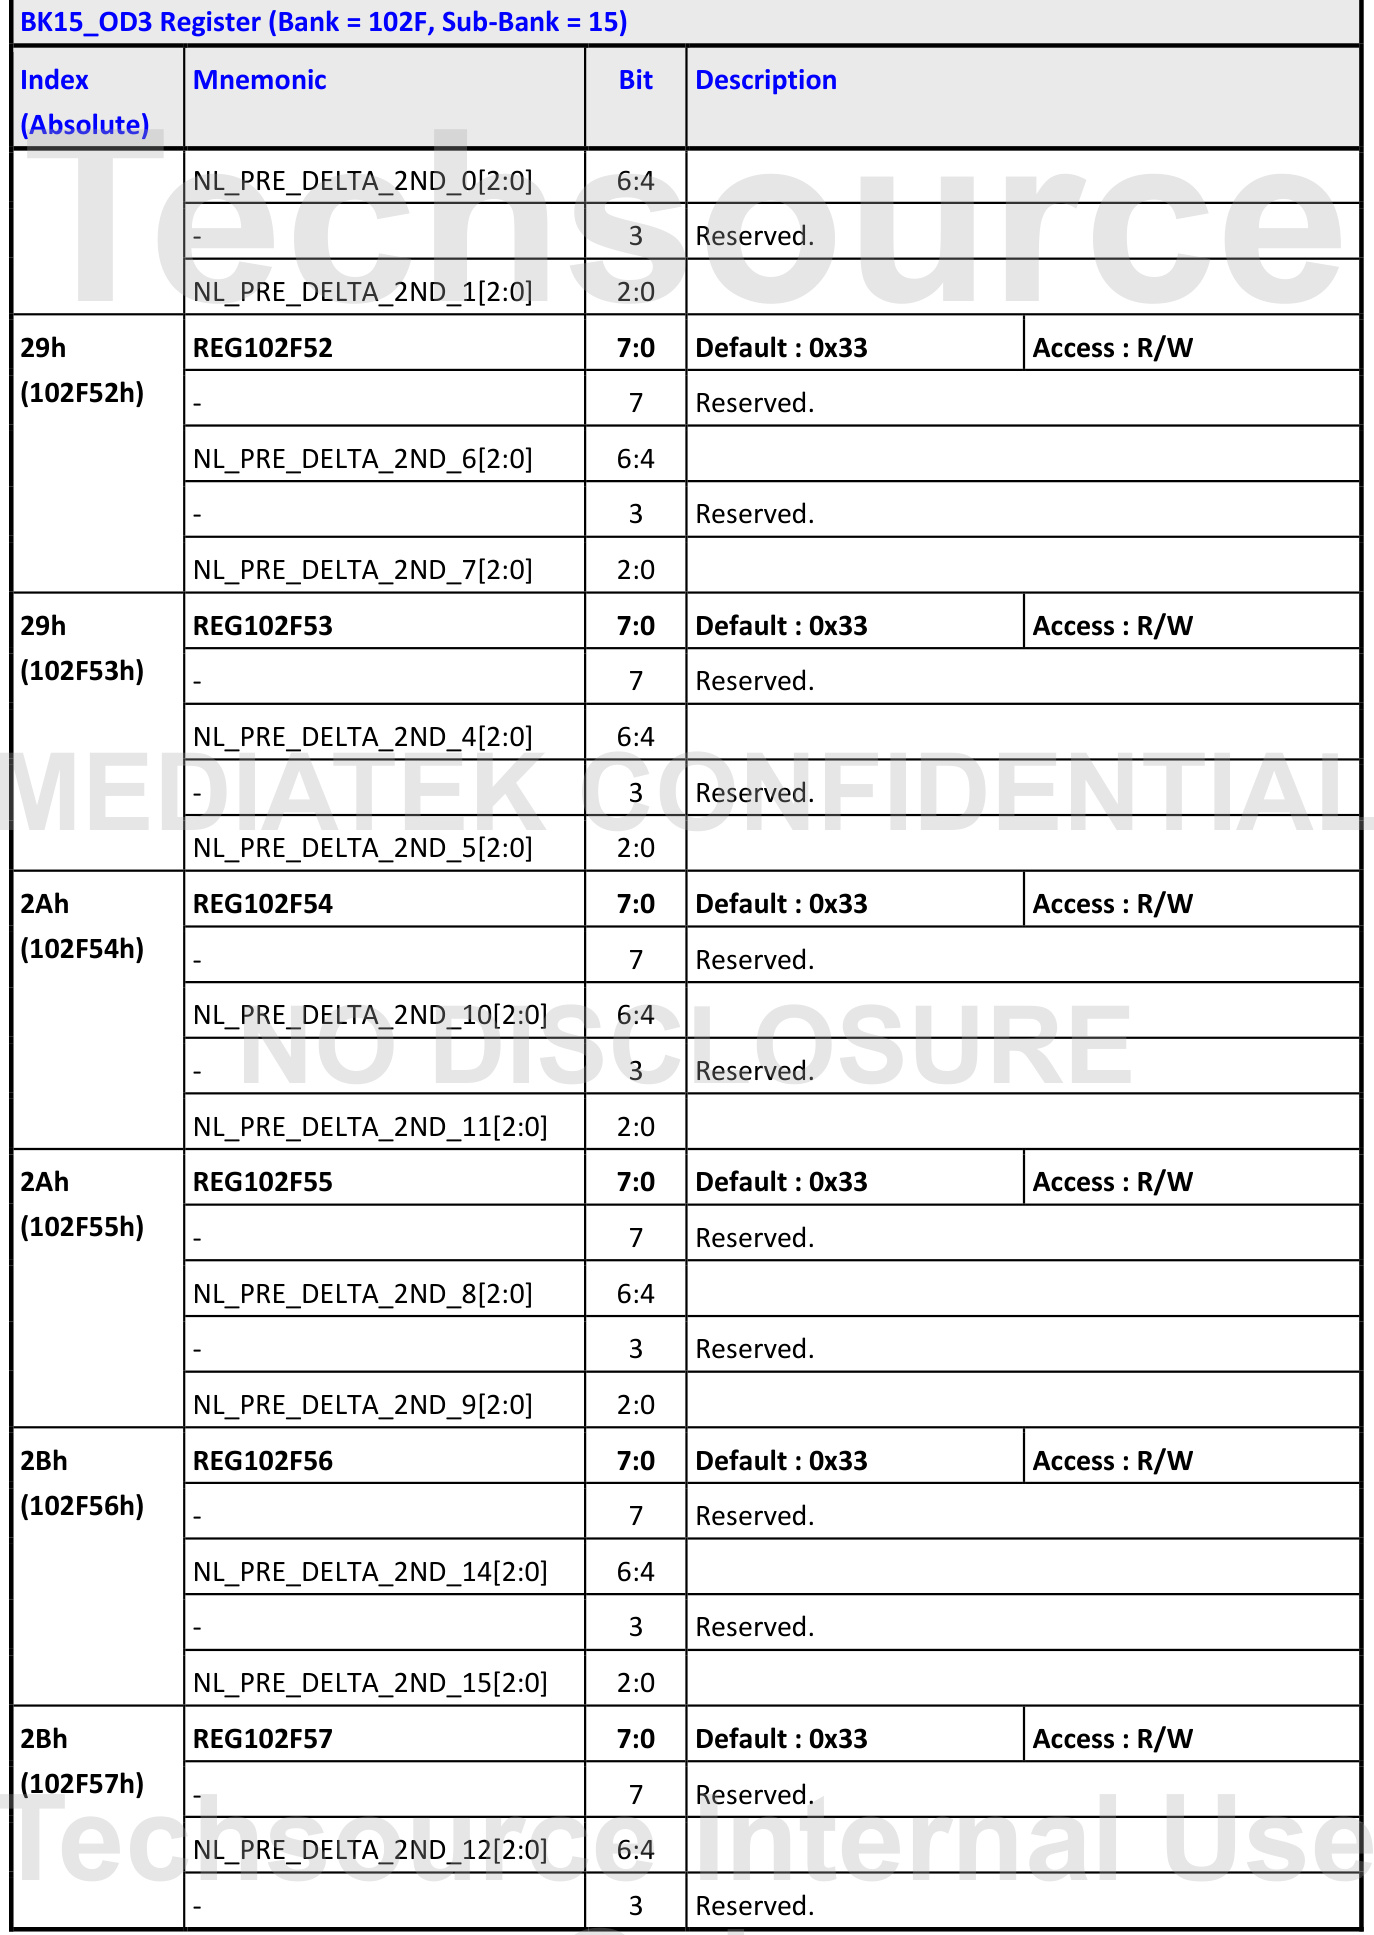 BK15_OD3 Register (Bank = 102F, Sub-Bank = 15)
Index (Absolute) Mnemonic Bit Description
NL_PRE_DELTA_2ND_0[2:0] 6:4
- 3 Reserved.
NL_PRE_DELTA_2ND_1[2:0] 2:0
Techsource
29h (102F52h) REG102F52 7:0 Default : 0x33 Access : R/W
- 7 Reserved.
NL_PRE_DELTA_2ND_6[2:0] 6:4
- 3 Reserved.
NL_PRE_DELTA_2ND_7[2:0] 2:0
29h (102F53h) REG102F53 7:0 Default : 0x33 Access : R/W
- 7 Reserved.
NL_PRE_DELTA_2ND_4[2:0] 6:4
- 3 Reserved.
MEDIATEK CONFIDENTIAL
NL_PRE_DELTA_2ND_5[2:0] 2:0
2Ah (102F54h) REG102F54 7:0 Default : 0x33 Access : R/W
- 7 Reserved.
NL_PRE_DELTA_2ND_10[2:0] 6:4
NO DISCLOSURE
- 3 Reserved.
NL_PRE_DELTA_2ND_11[2:0] 2:0
2Ah (102F55h) REG102F55 7:0 Default : 0x33 Access : R/W
- 7 Reserved.
NL_PRE_DELTA_2ND_8[2:0] 6:4
- 3 Reserved.
NL_PRE_DELTA_2ND_9[2:0] 2:0
2Bh (102F56h) REG102F56 7:0 Default : 0x33 Access : R/W
- 7 Reserved.
NL_PRE_DELTA_2ND_14[2:0] 6:4
- 3 Reserved.
NL_PRE_DELTA_2ND_15[2:0] 2:0
2Bh (102F57h) REG102F57 7:0 Default : 0x33 Access : R/W
- 7 Reserved.
NL_PRE_DELTA_2ND_12[2:0] 6:4
Techsource Internal Use
- 3 Reserved.